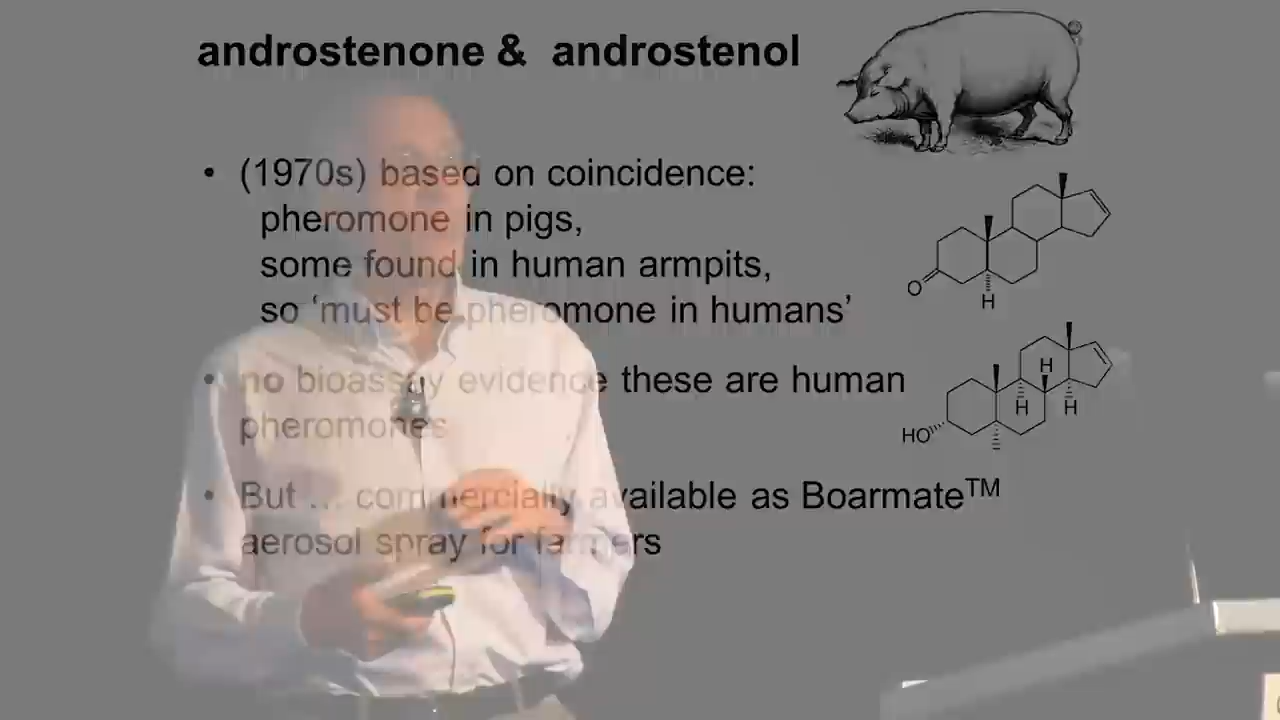 androstenone & androstenol
• (1970s) based on coincidence:
pheromone in pigs,
some found in human armpits,
so ‘must be pheromone in humans’
• no bioassay evidence these are human
pheromones
• But ... commercially available as Boarmate™
aerosol spray for farmers
O
H
H
H
H
HO